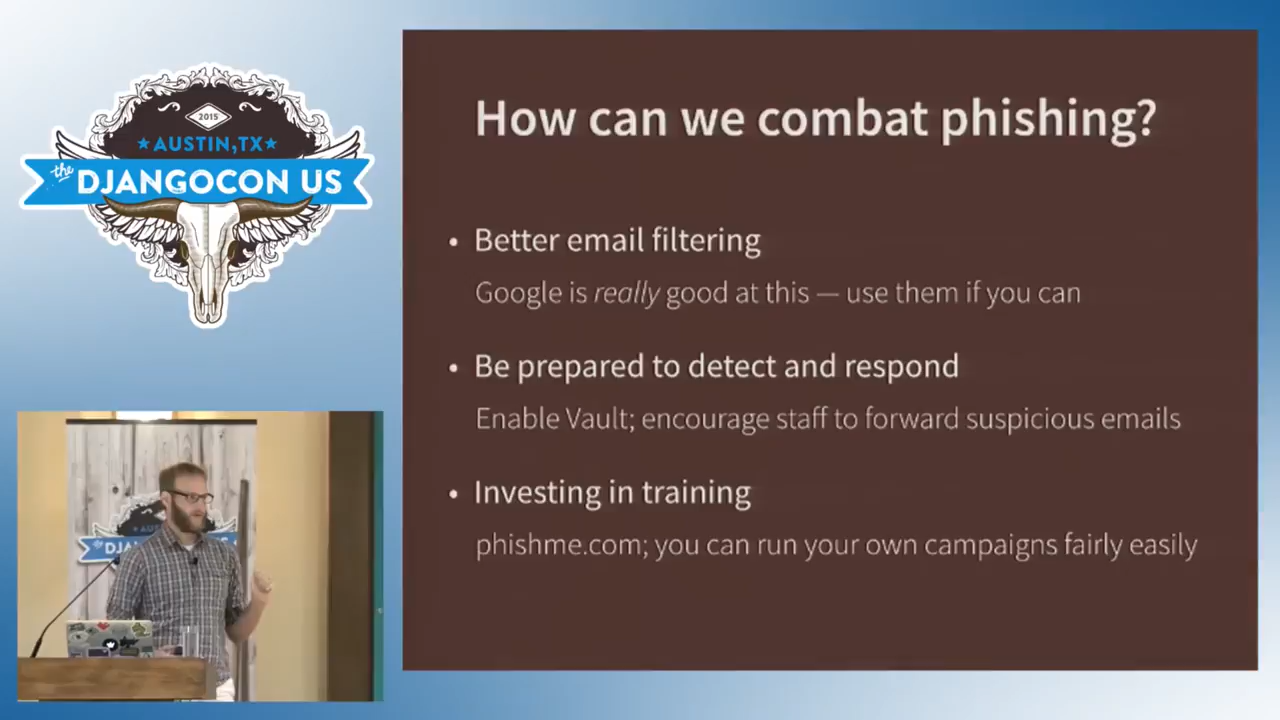 2015
AUSTIN, TX
the
DJANGOCON US
How can we combat phishing?
• Better email filtering
Google is really good at this — use them if you can
• Be prepared to detect and respond
Enable Vault; encourage staff to forward suspicious emails
• Investing in training
phishme.com; you can run your own campaigns fairly easily